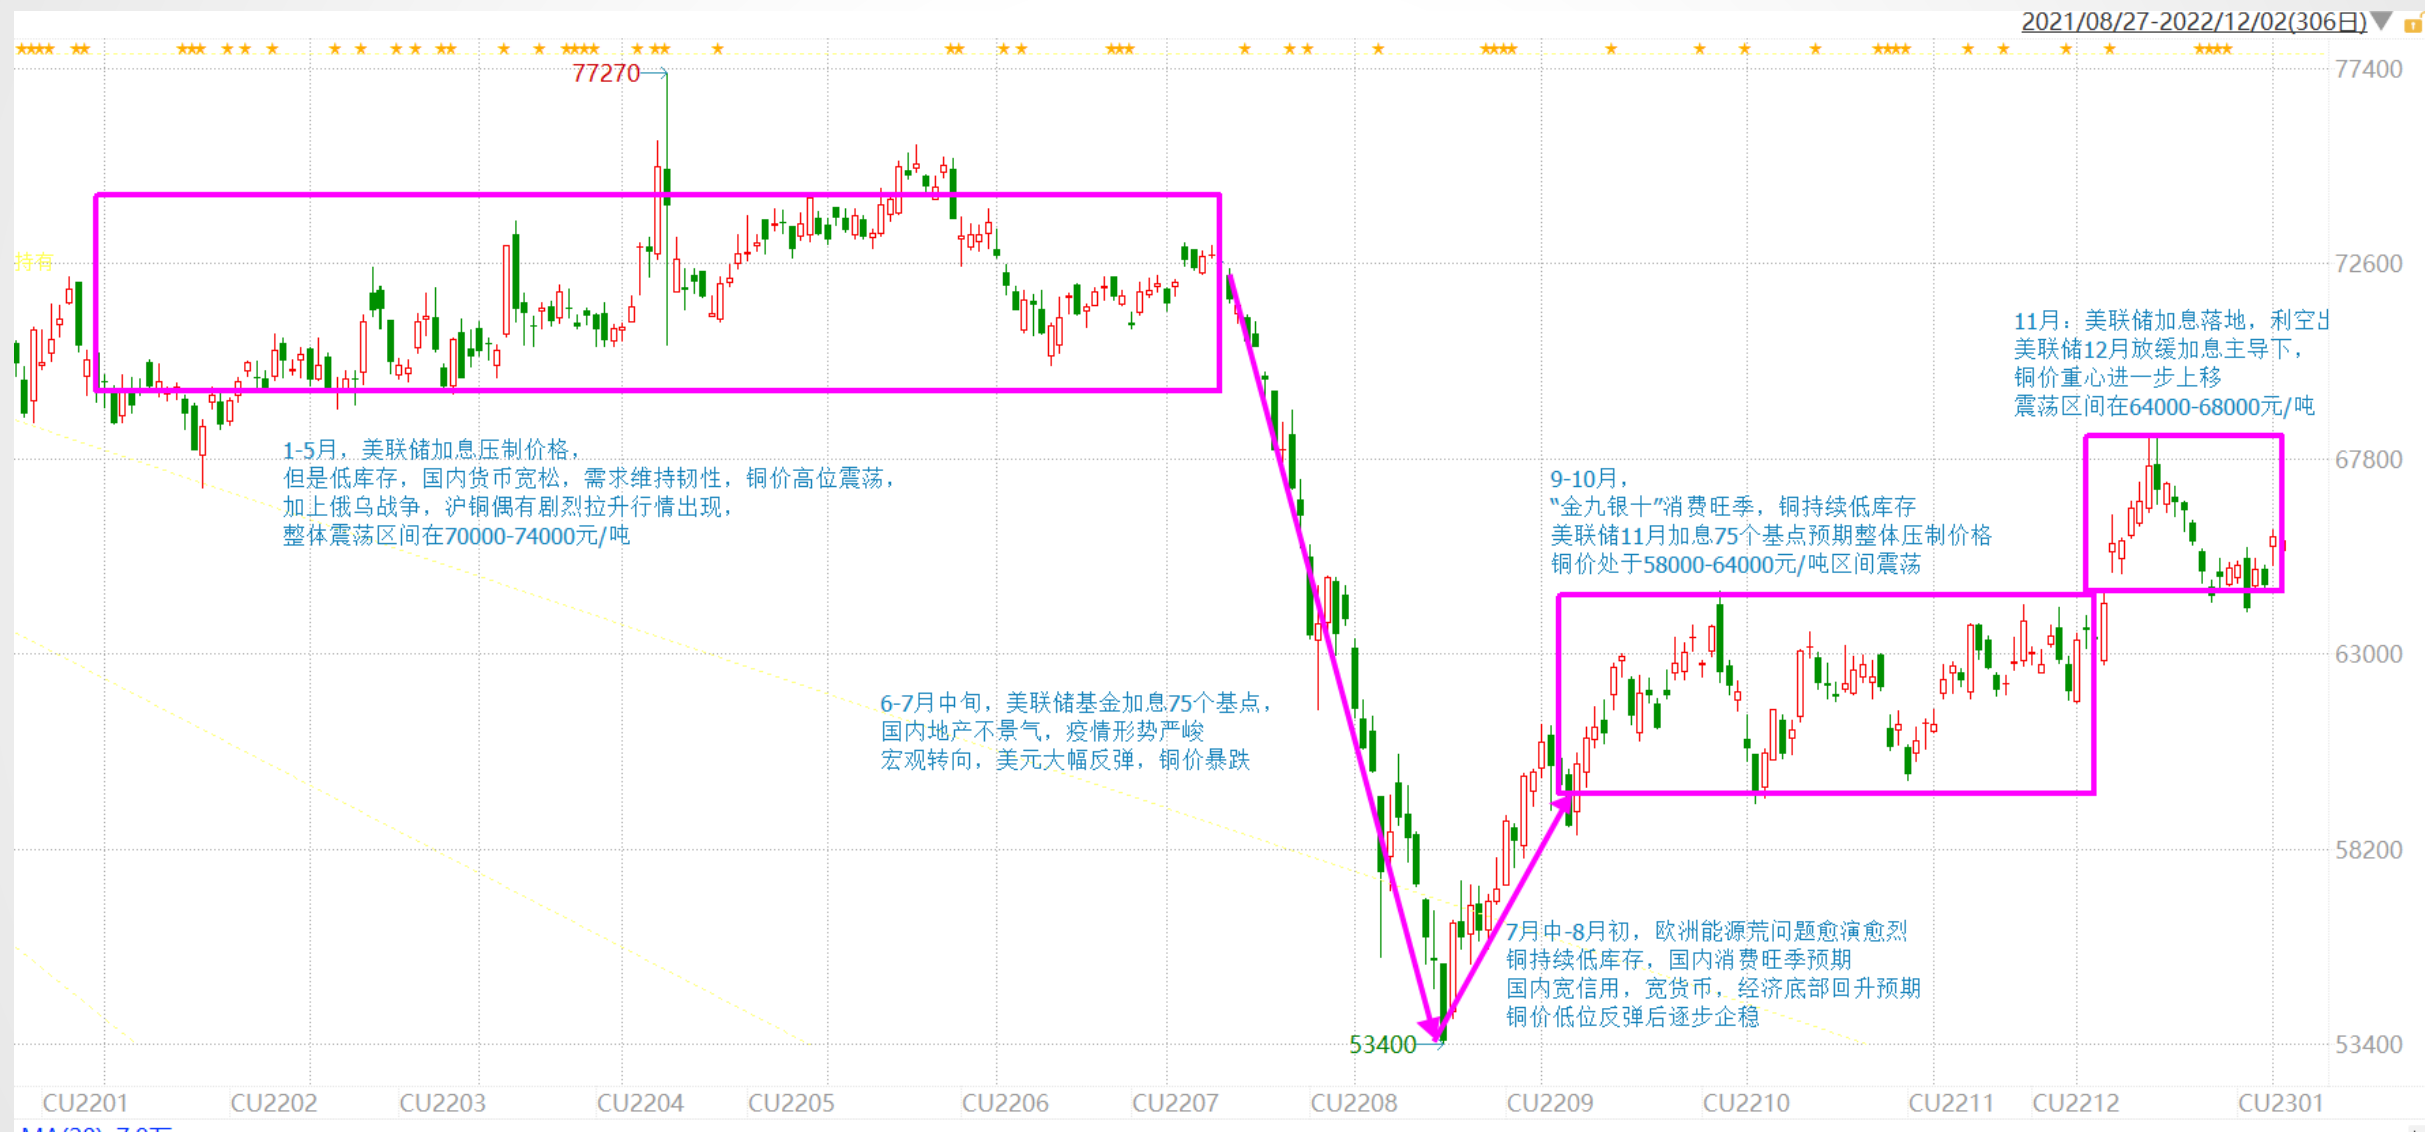 2021/08/27-2022/12/02(306日)
77270
77400
持有
72600
11月：美联储加息落地，利空出
美联储12月放缓加息主导下，
铜价重心进一步上移
震荡区间在64000-68000元/吨
1-5月，美联储加息压制价格，
但是低库存，国内货币宽松，需求维持韧性，铜价高位震荡，
加上俄乌战争，沪铜偶有剧烈拉升行情出现，
整体震荡区间在70000-74000元/吨
67800
9-10月，
“金九银十”消费旺季，铜持续低库存
美联储11月加息75个基点预期整体压制价格
铜价处于58000-64000元/吨区间震荡
63000
6-7月中旬，美联储基金加息75个基点，
国内地产不景气，疫情形势严峻
宏观转向，美元大幅反弹，铜价暴跌
58200
7月中-8月初，欧洲能源荒问题愈演愈烈
铜持续低库存，国内消费旺季预期
国内宽信用，宽货币，经济底部回升预期
铜价低位反弹后逐步企稳
53400
53400
CU2201 CU2202 CU2203 CU2204 CU2205 CU2206 CU2207 CU2208 CU2209 CU2210 CU2211 CU2212 CU2301